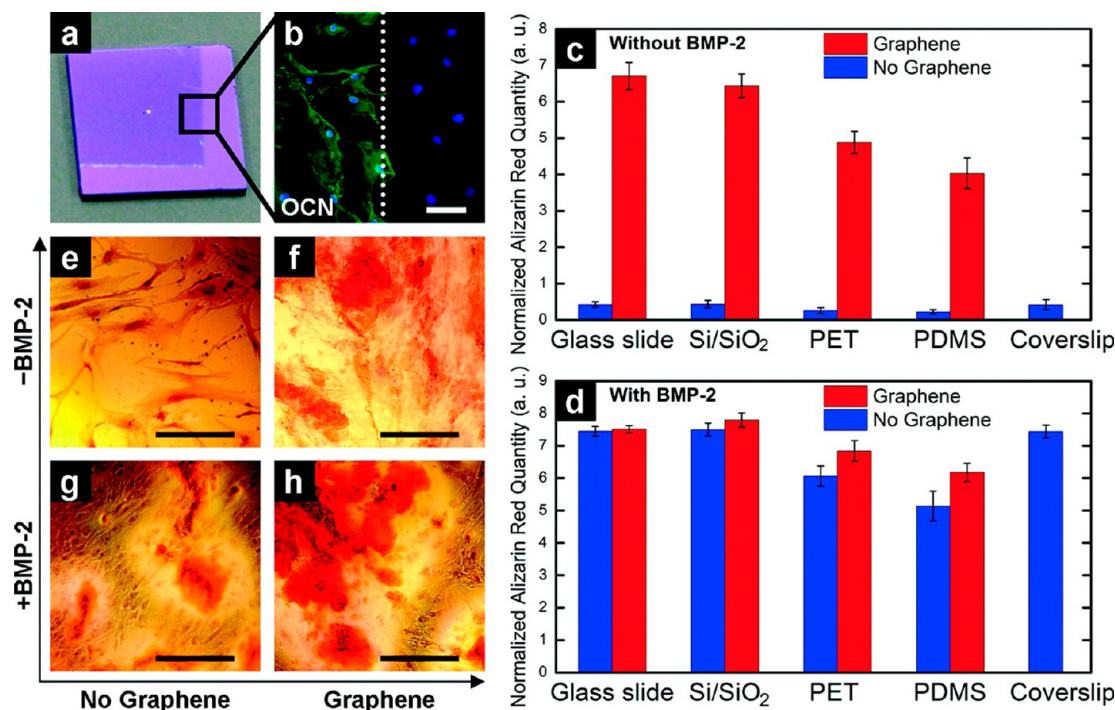 a
b
OCN
c
Without BMP-2
Graphene
No Graphene
Normalized Alizarin Red Quantity (a. u.)
8
7
6
5
4
3
2
1
0
Glass slide
Si/SiO₂
PET
PDMS
Coverslip
d
With BMP-2
Graphene
No Graphene
Normalized Alizarin Red Quantity (a. u.)
9
8
7
6
5
4
3
2
1
0
Glass slide
Si/SiO₂
PET
PDMS
Coverslip
−BMP-2
e
f
+BMP-2
g
h
No Graphene
Graphene